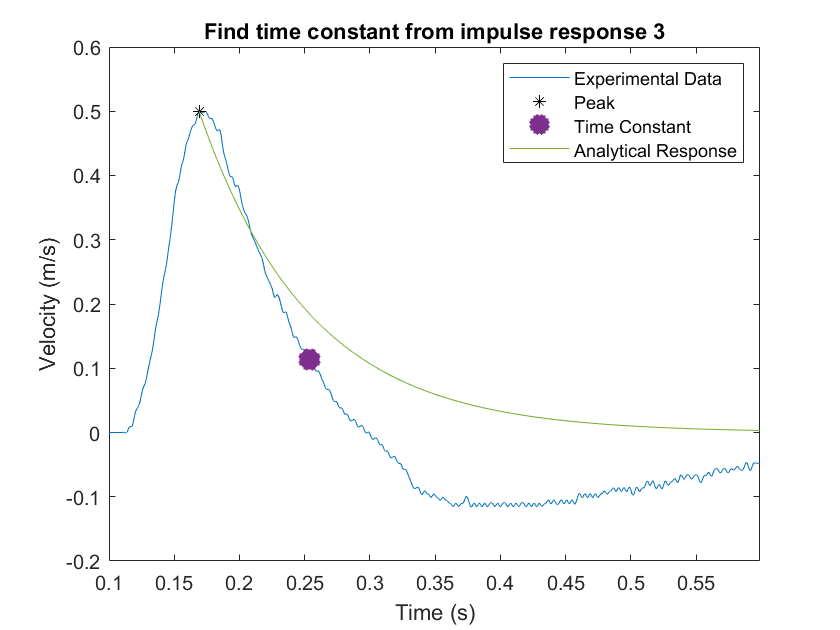 Find time constant from impulse response 3
0.6
0.5
0.4
0.3
0.2
0.1
0
-0.1
-0.2
Velocity (m/s)
Experimental Data
Peak
Time Constant
Analytical Response
0.1 0.15 0.2 0.25 0.3 0.35 0.4 0.45 0.5 0.55
Time (s)